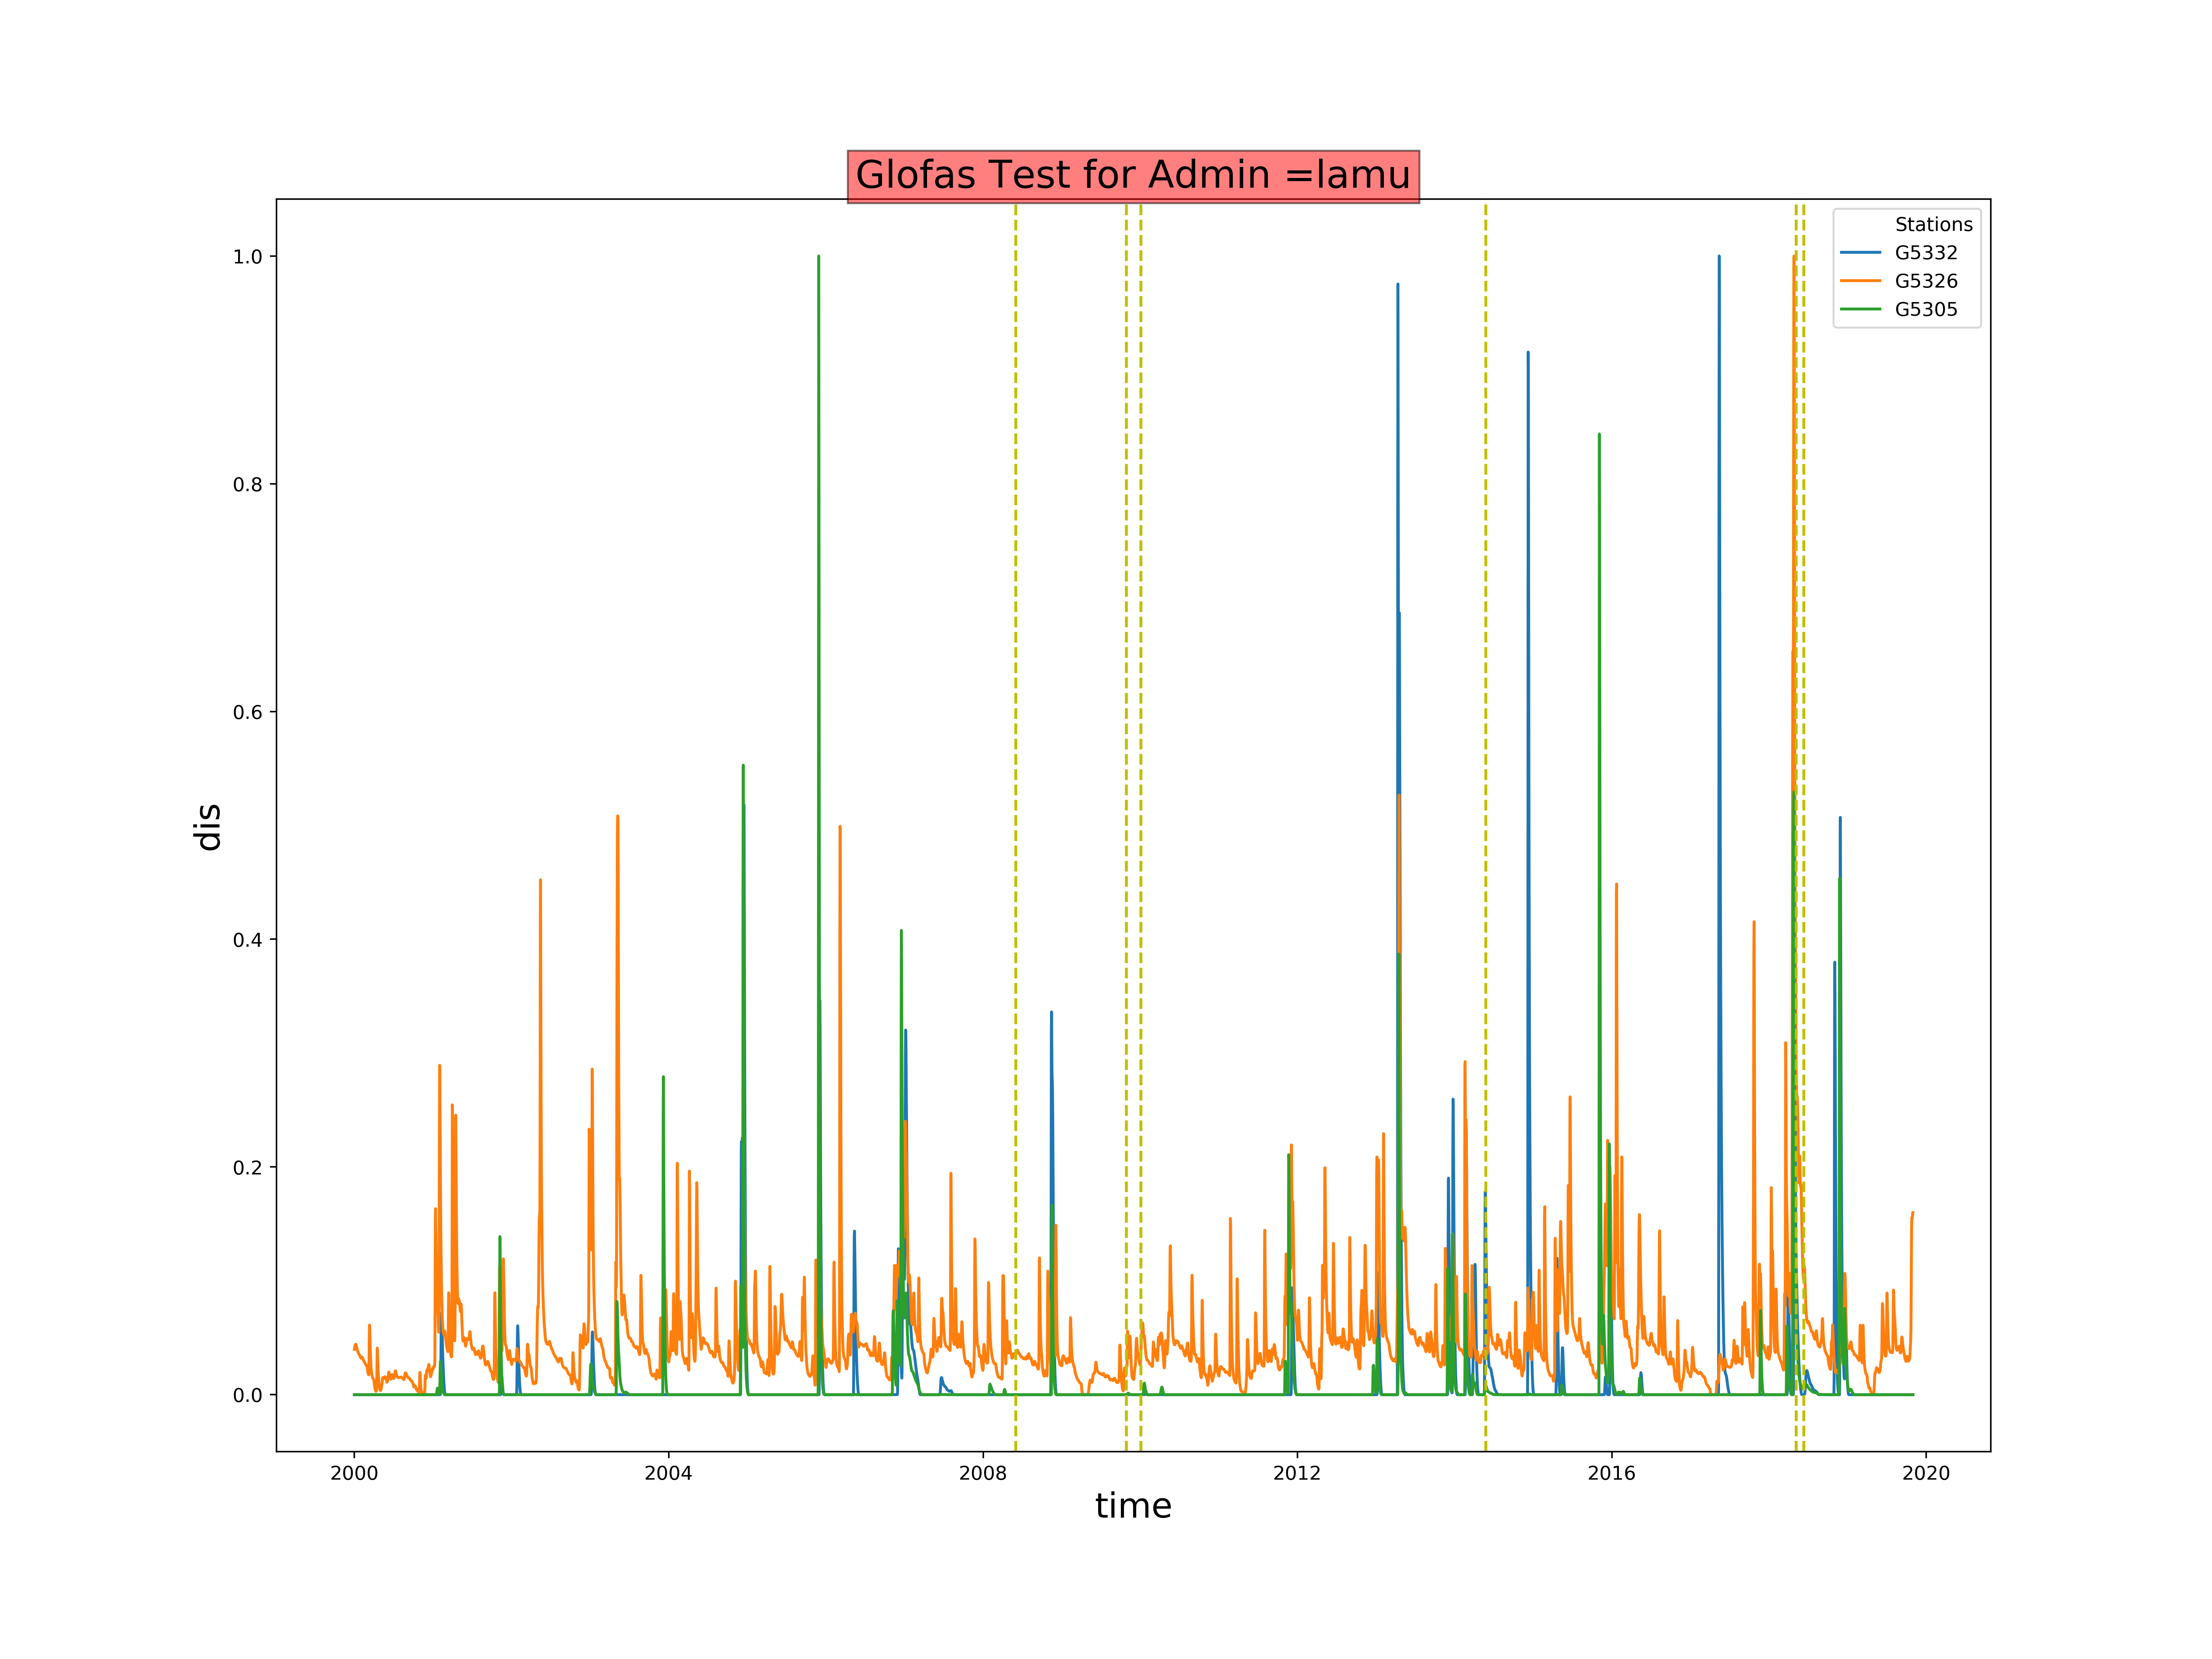 Glofas Test for Admin =lamu
Stations
G5332
G5326
G5305
1.0
0.8
0.6
0.4
0.2
0.0
dis
2000 2004 2008 2012 2016 2020
time